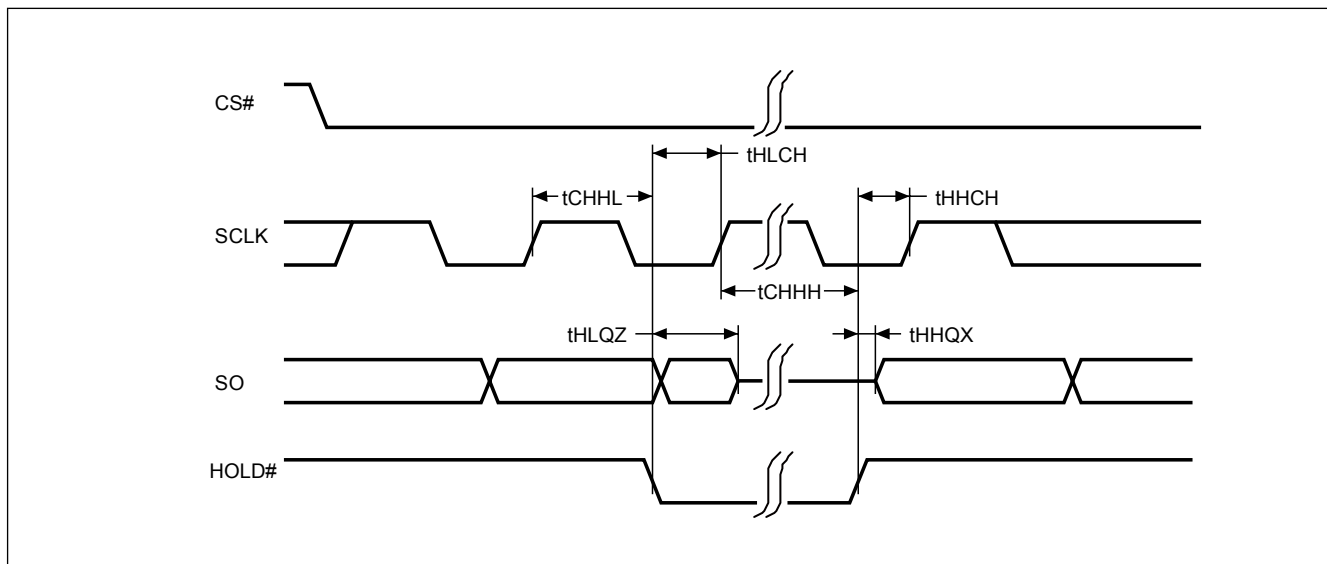 CS#
tHLCH
tCHHL
tHHCH
SCLK
tCHHH
tHLQZ
tHHQX
SO
HOLD#